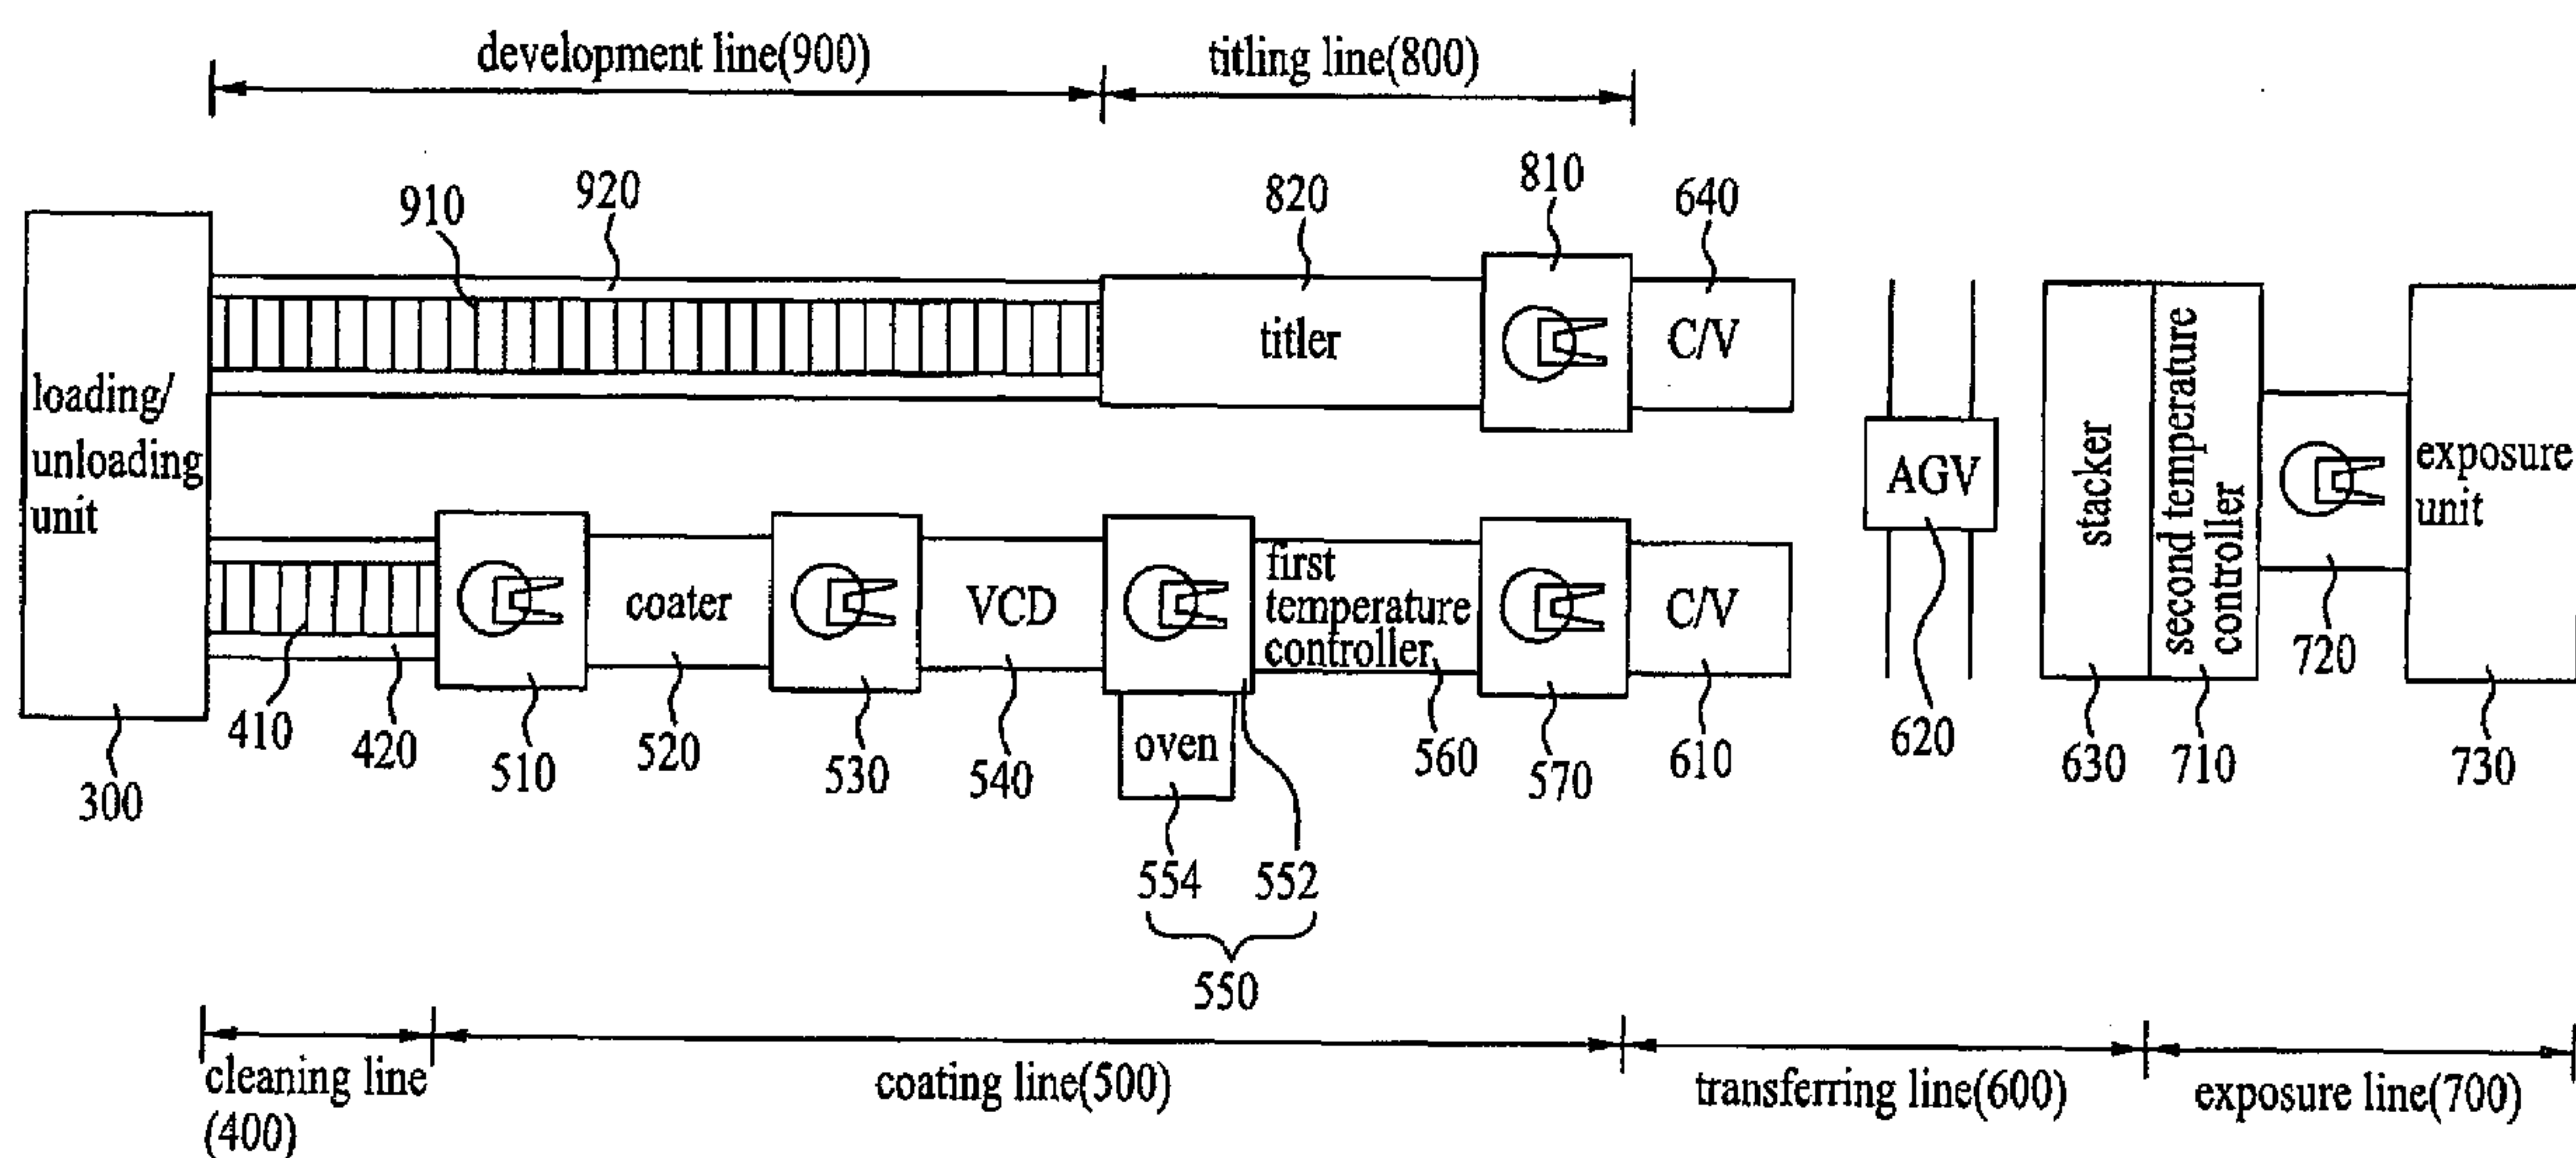 development line(900)
titling line(800)
910
920
820
810
640
loading/
unloading
unit
titler
C/V
AGV
stacker
second temperature
controller
exposure
unit
coater
VCD
first
temperature
controller
C/V
oven
300
410
420
510
520
530
540
560
570
610
620
630
710
720
730
554
552
550
cleaning line
(400)
coating line(500)
transferring line(600)
exposure line(700)